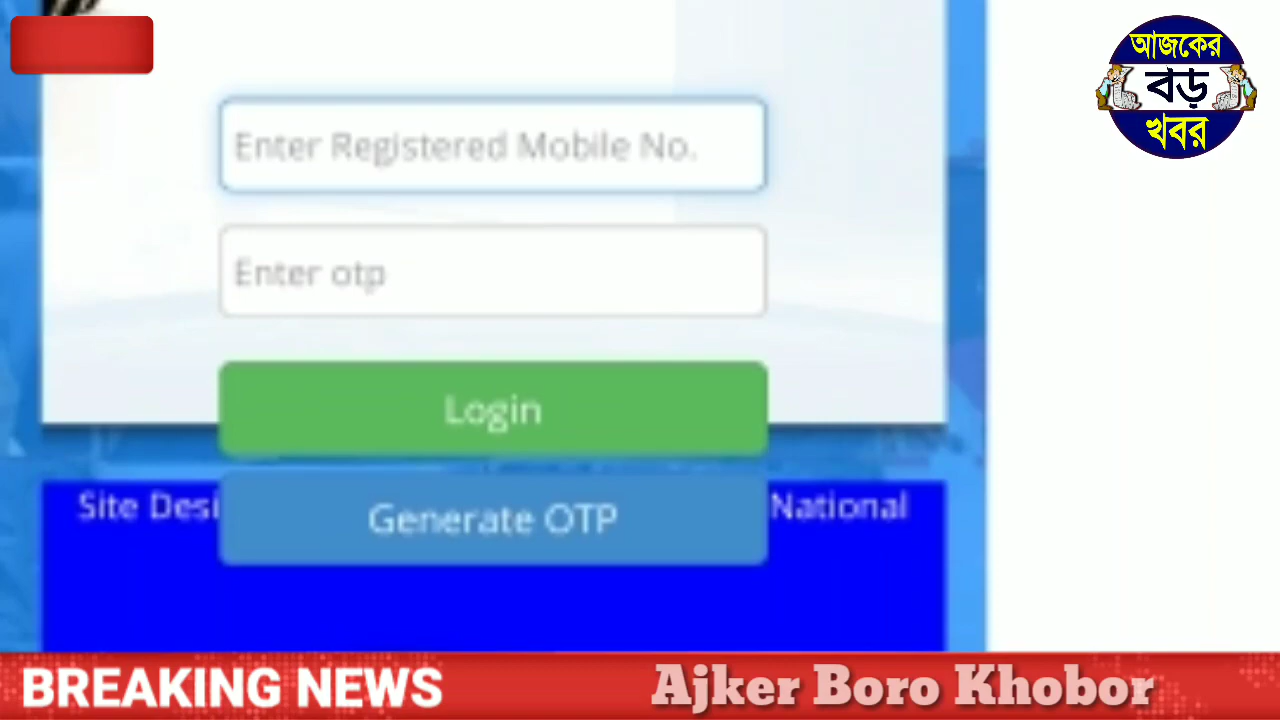 আজকের
বড়
খবর
Enter Registered Mobile No.
Enter otp
Login
Site Desi
Generate OTP
National
BREAKING NEWS
Ajker Boro Khobor